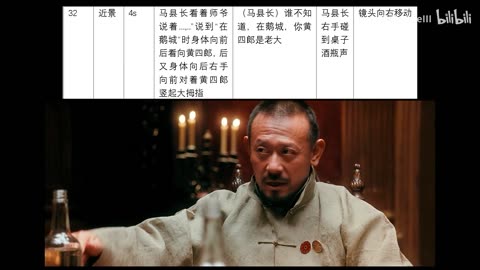 32
近景
4s
马县长看着师爷
说着……“说到“在
鹅城”时身体向前
后看向黄四郎，后
又身体向后右手
向前对着黄四郎
竖起大拇指
（马县长）谁不知
道，在鹅城，你黄
四郎是老大
马县长
右手碰
到桌子
酒瓶声
镜头向右移动
bilibili